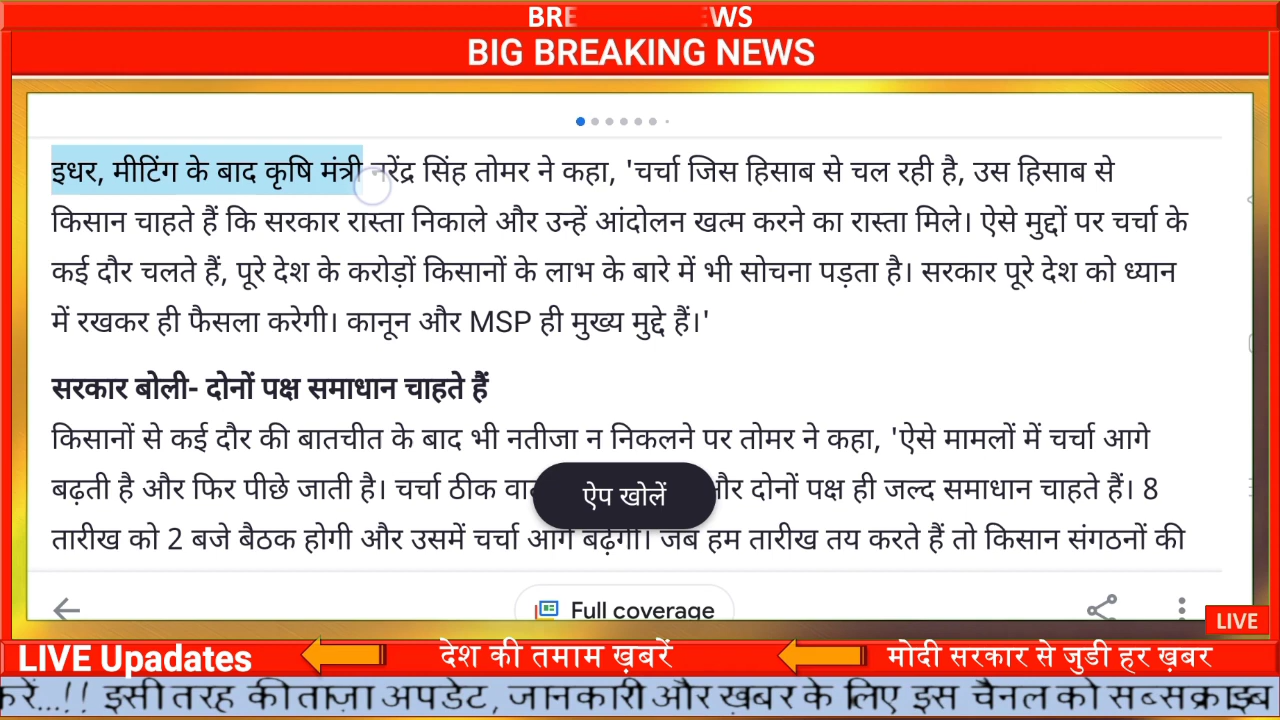 BRE WS
BIG BREAKING NEWS
इधर, मीटिंग के बाद कृषि मंत्री नरेंद्र सिंह तोमर ने कहा, 'चर्चा जिस हिसाब से चल रही है, उस हिसाब से
किसान चाहते हैं कि सरकार रास्ता निकाले और उन्हें आंदोलन खत्म करने का रास्ता मिले। ऐसे मुद्दों पर चर्चा के
कई दौर चलते हैं, पूरे देश के करोड़ों किसानों के लाभ के बारे में भी सोचना पड़ता है। सरकार पूरे देश को ध्यान
में रखकर ही फैसला करेगी। कानून और MSP ही मुख्य मुद्दे हैं।'
सरकार बोली- दोनों पक्ष समाधान चाहते हैं
किसानों से कई दौर की बातचीत के बाद भी नतीजा न निकलने पर तोमर ने कहा, 'ऐसे मामलों में चर्चा आगे
बढ़ती है और फिर पीछे जाती है। चर्चा ठीक और दोनों पक्ष ही जल्द समाधान चाहते हैं। 8
ऐप खोलें
तारीख को 2 बजे बैठक होगी और उसमें चर्चा आगे बढ़ेगी। जब हम तारीख तय करते हैं तो किसान संगठनों की
Full coverage
LIVE
LIVE Upadates
देश की तमाम ख़बरें
मोदी सरकार से जुडी हर ख़बर
करें...!! इसी तरह की ताज़ा अपडेट, जानकारी और ख़बर के लिए इस चैनल को सब्सक्राइब